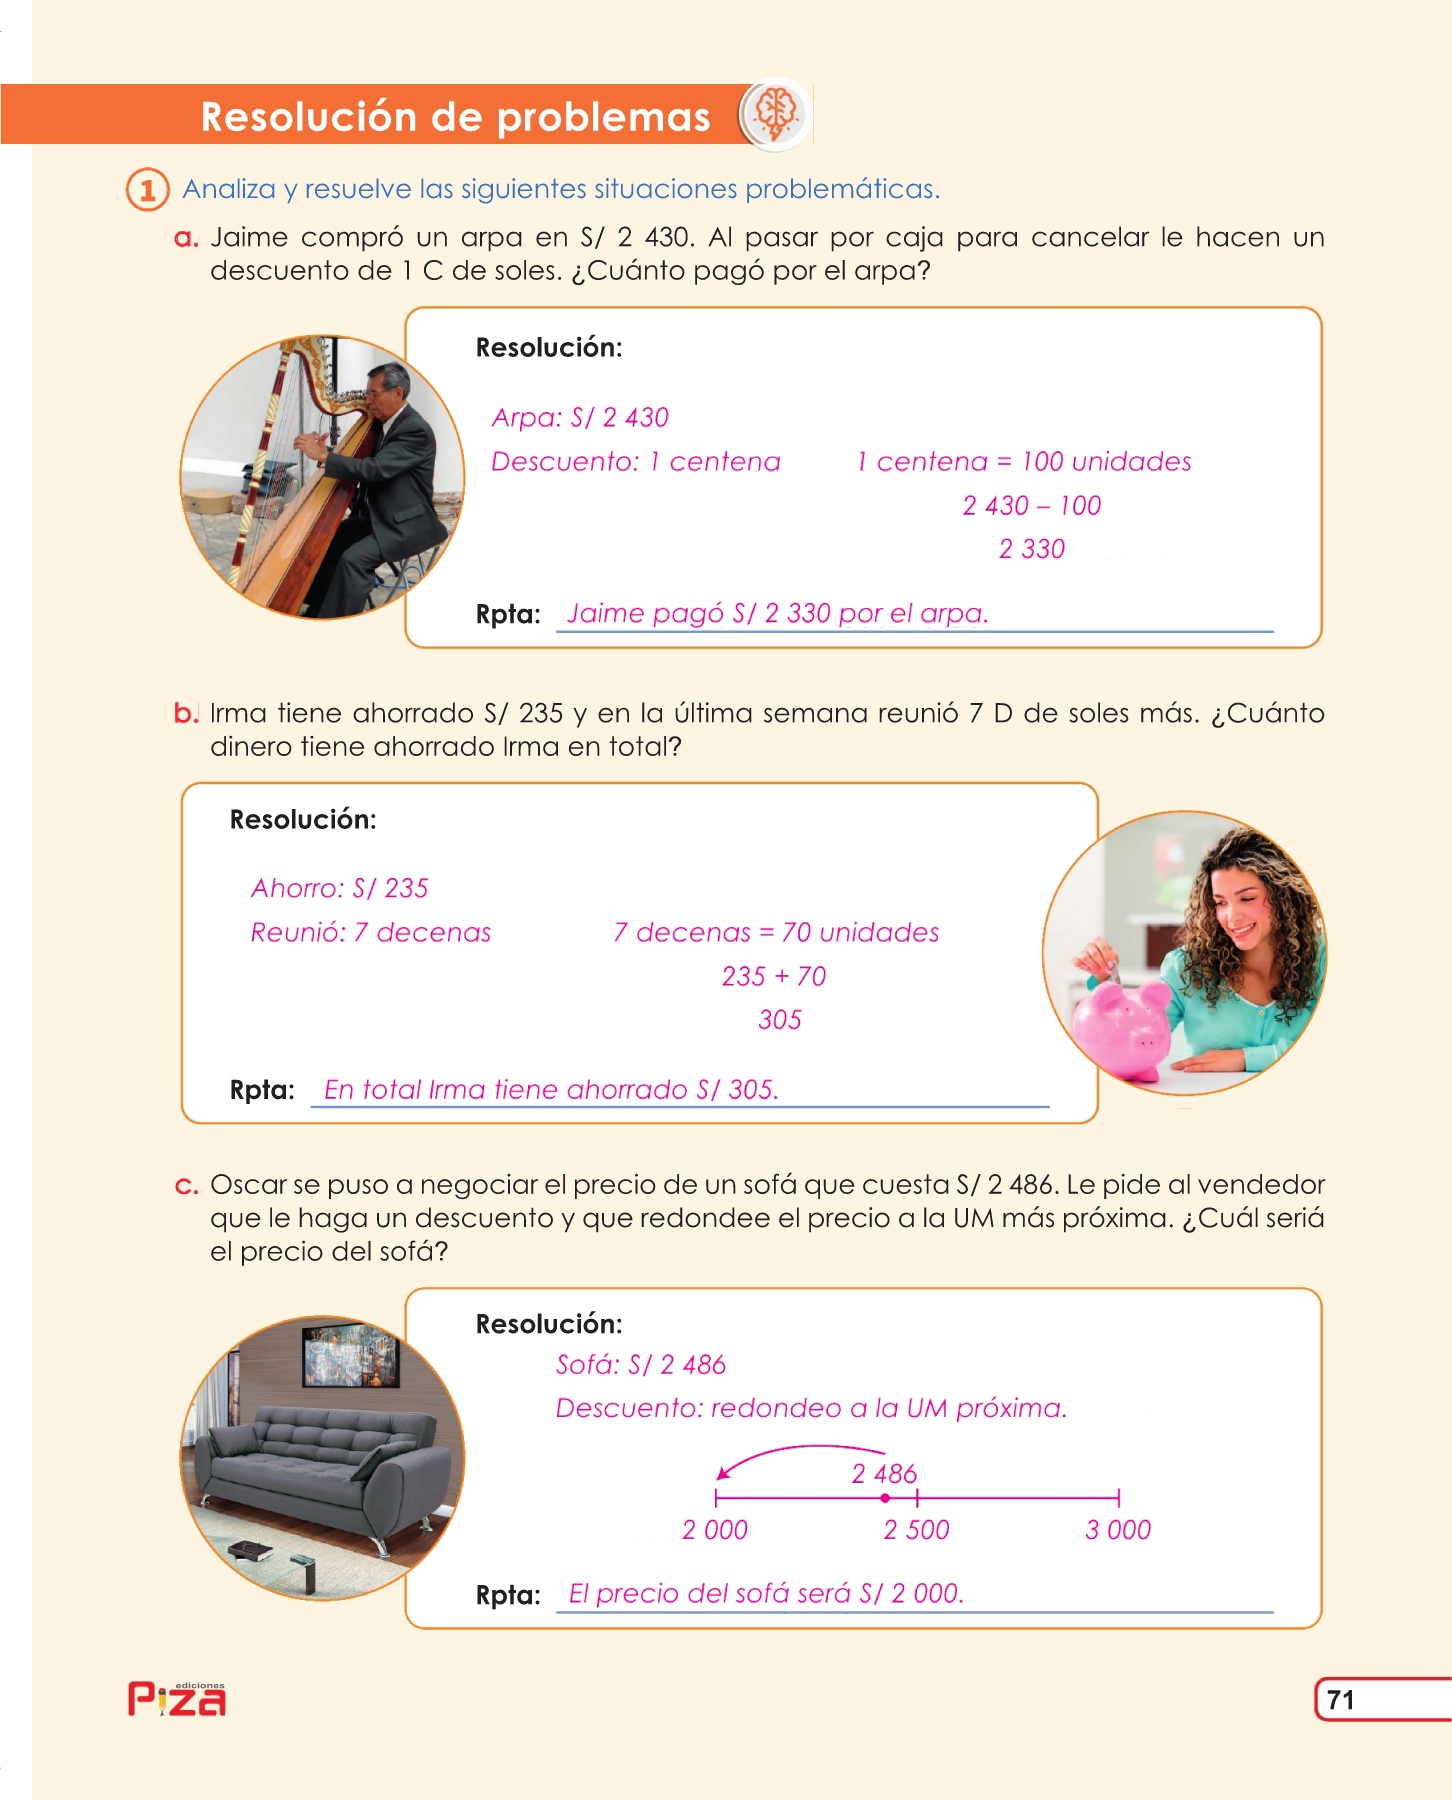 Resolución de problemas
1 Analiza y resuelve las siguientes situaciones problemáticas.
a. Jaime compró un arpa en S/ 2 430. Al pasar por caja para cancelar le hacen un
descuento de 1 C de soles. ¿Cuánto pagó por el arpa?
Resolución:
Arpa: S/ 2 430
Descuento: 1 centena 1 centena = 100 unidades
2 430 – 100
2 330
Rpta: Jaime pagó S/ 2 330 por el arpa.
b. Irma tiene ahorrado S/ 235 y en la última semana reunió 7 D de soles más. ¿Cuánto
dinero tiene ahorrado Irma en total?
Resolución:
Ahorro: S/ 235
Reunió: 7 decenas 7 decenas = 70 unidades
235 + 70
305
Rpta: En total Irma tiene ahorrado S/ 305.
c. Oscar se puso a negociar el precio de un sofá que cuesta S/ 2 486. Le pide al vendedor
que le haga un descuento y que redondee el precio a la UM más próxima. ¿Cuál seriá
el precio del sofá?
Resolución:
Sofá: S/ 2 486
Descuento: redondeo a la UM próxima.
2 486
2 000 2 500 3 000
Rpta: El precio del sofá será S/ 2 000.
ediciones
Piza
71